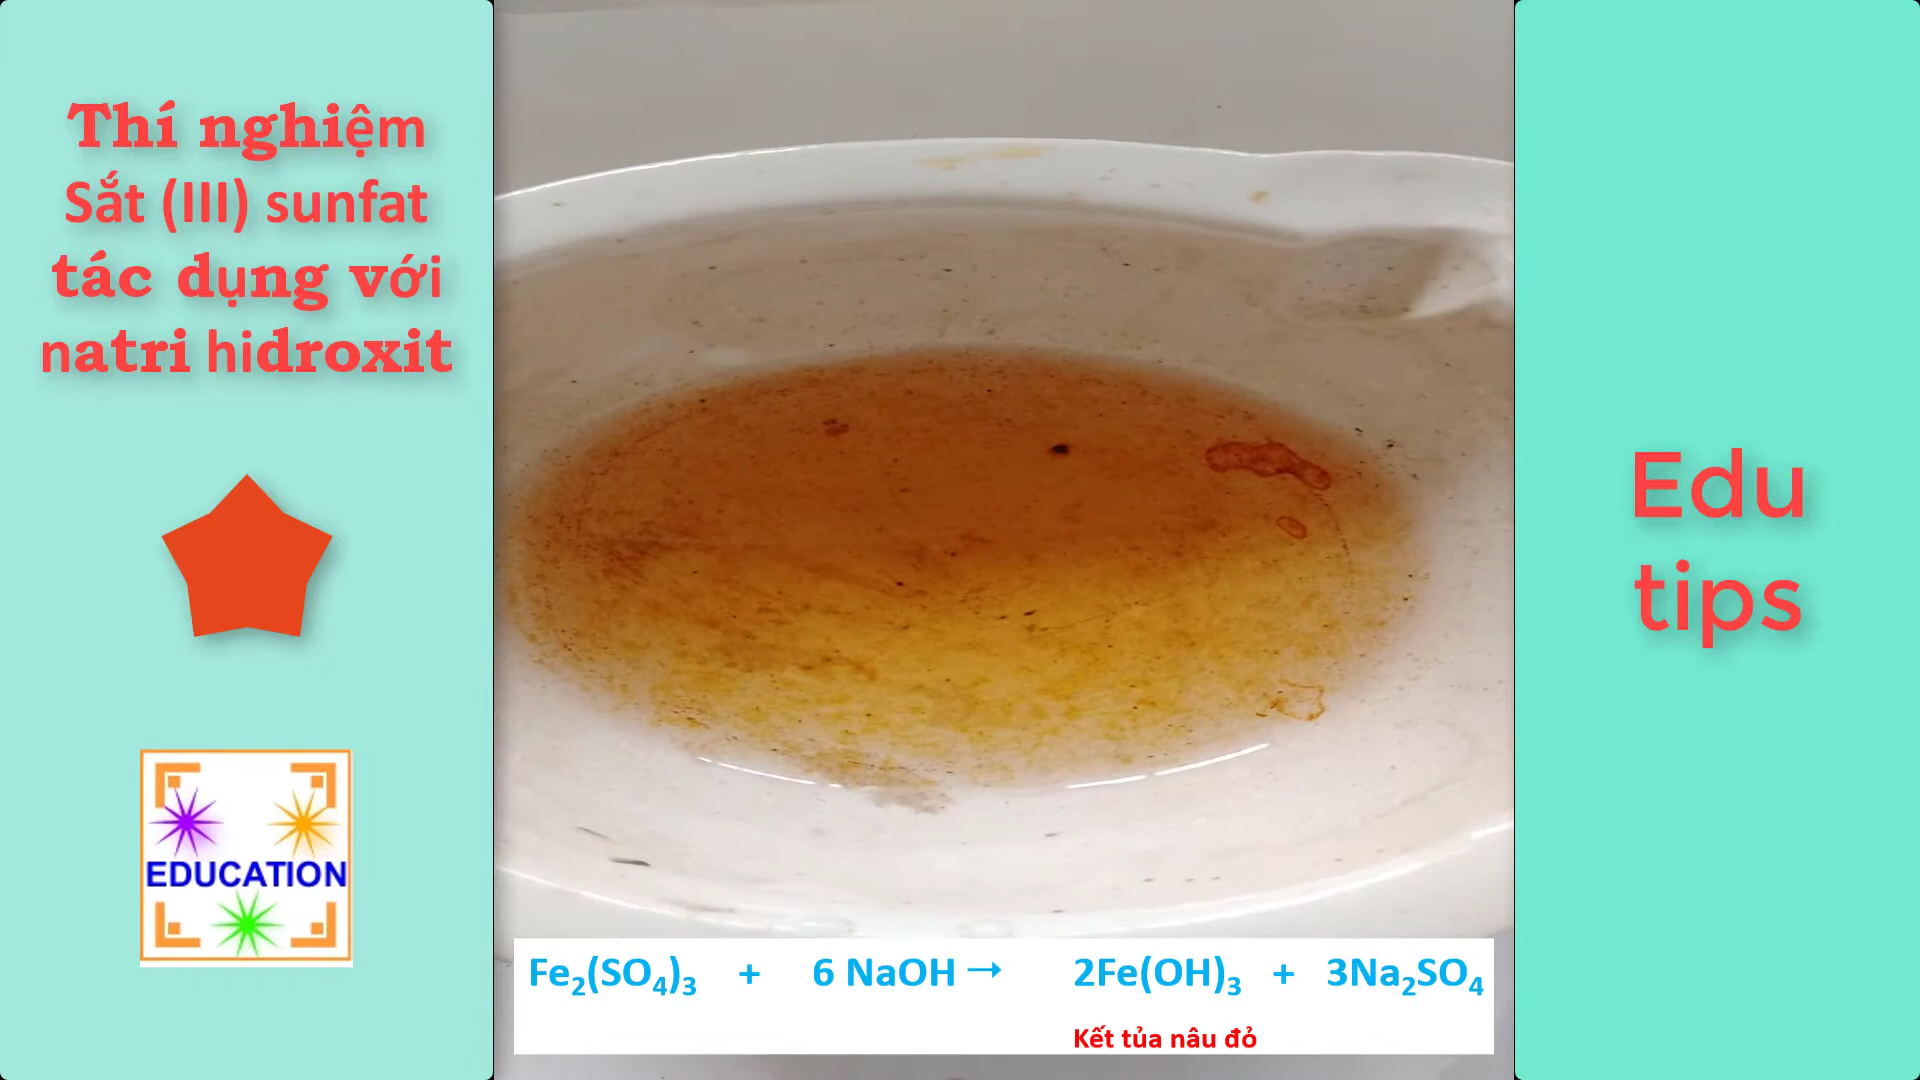 Thí nghiệm
Sắt (III) sunfat
tác dụng với
natri hidroxit
EDUCATION
Fe₂(SO₄)₃ + 6 NaOH → 2Fe(OH)₃ + 3Na₂SO₄
Kết tủa nâu đỏ
Edu
tips